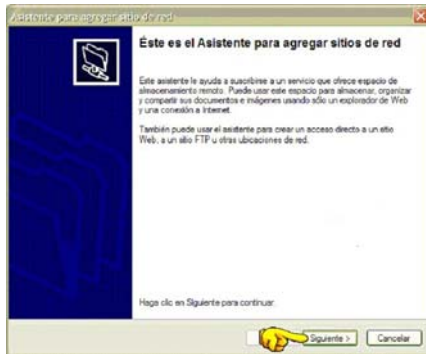 Asistente para agregar sitio de red
Éste es el Asistente para agregar sitios de red
Este asistente le ayuda a suscribirse a un servicio que ofrece espacio de
almacenamiento remoto. Puede usar este espacio para almacenar, organizar
y compartir sus documentos e imágenes usando sólo un explorador de Web
y una conexión a Internet.
También puede usar el asistente para crear un acceso directo a un sitio
Web, a un sitio FTP u otras ubicaciones de red.
Haga clic en Siguiente para continuar.
Siguiente >
Cancelar